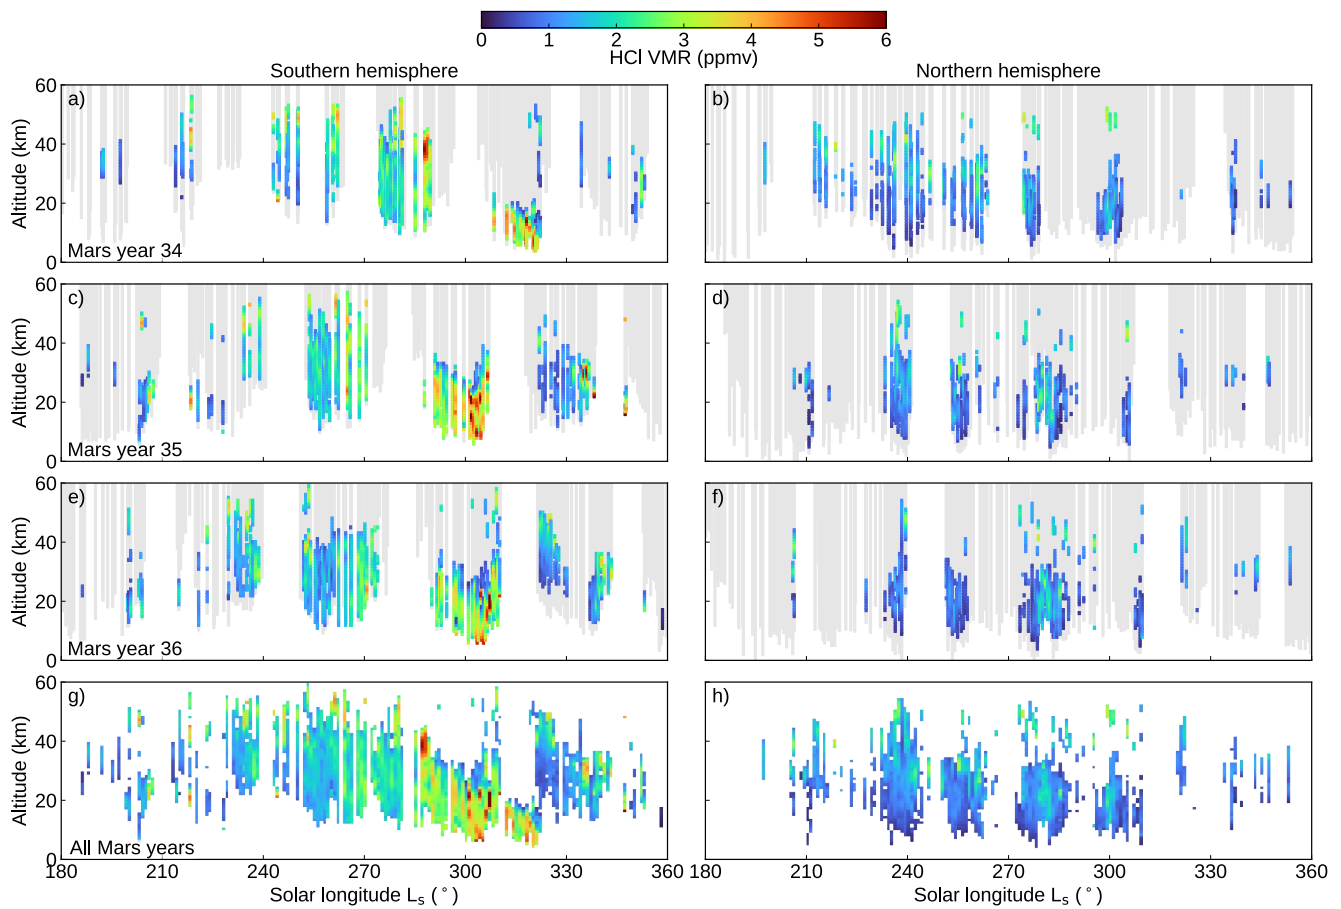 0 1 2 3 4 5 6
HCl VMR (ppmv)
Southern hemisphere
Northern hemisphere
60
40
20
0
Altitude (km)
a)
Mars year 34
b)
60
40
20
0
Altitude (km)
c)
Mars year 35
d)
60
40
20
0
Altitude (km)
e)
Mars year 36
f)
60
40
20
0
Altitude (km)
g)
All Mars years
h)
180 210 240 270 300 330 360
180 210 240 270 300 330 360
Solar longitude Ls (°)
Solar longitude Ls (°)